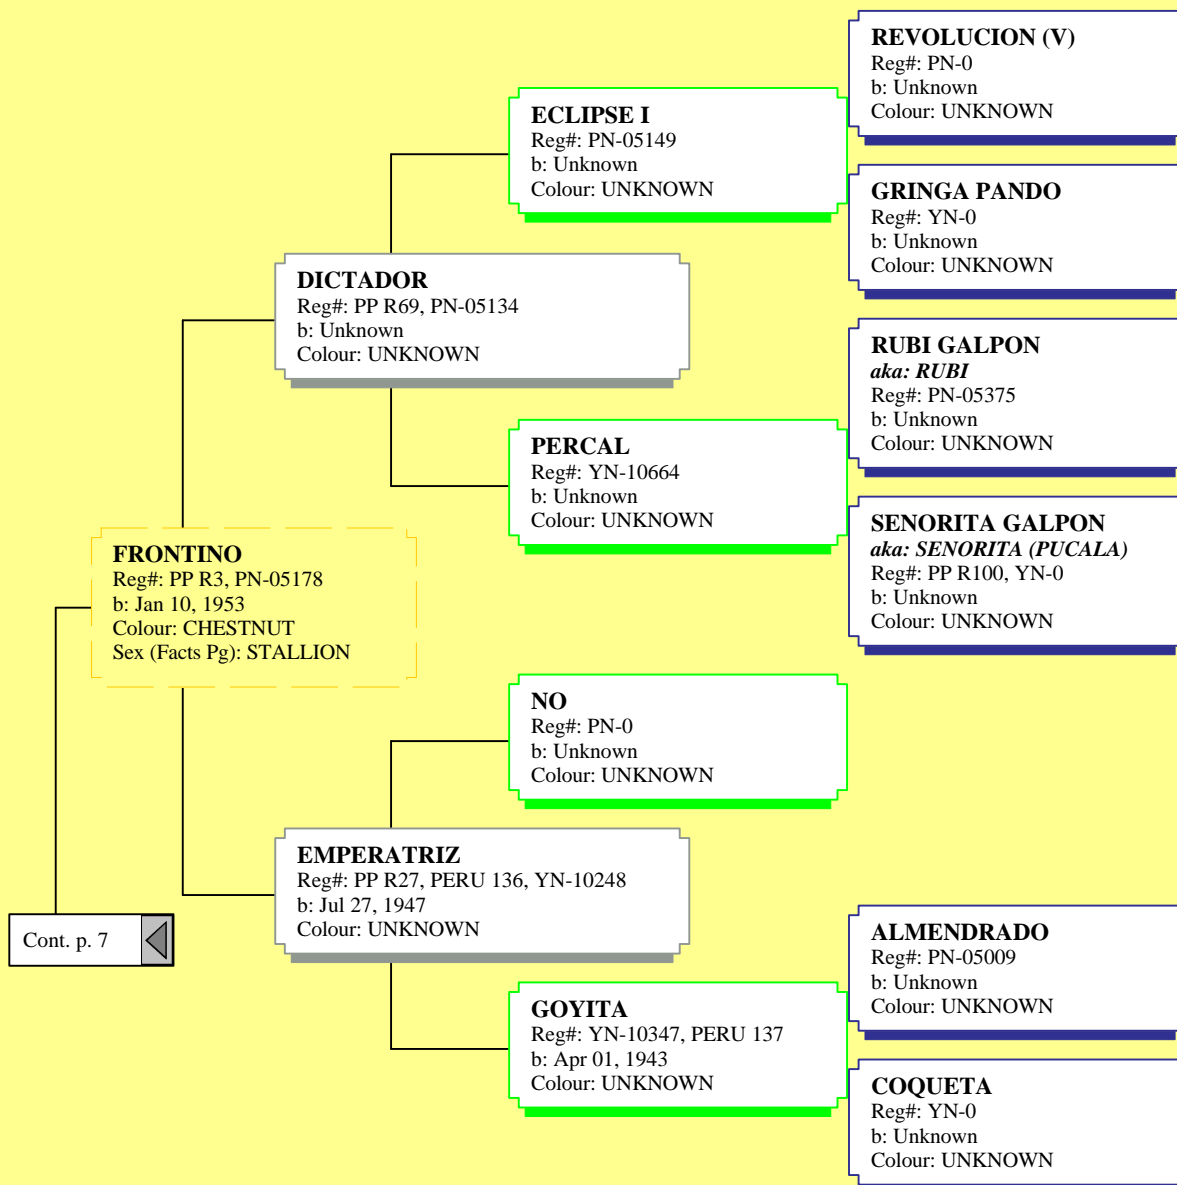 REVOLUCION (V)
Reg#: PN-0
b: Unknown
Colour: UNKNOWN
ECLIPSE I
Reg#: PN-05149
b: Unknown
Colour: UNKNOWN
GRINGA PANDO
Reg#: YN-0
b: Unknown
Colour: UNKNOWN
DICTADOR
Reg#: PP R69, PN-05134
b: Unknown
Colour: UNKNOWN
RUBI GALPON
aka: RUBI
Reg#: PN-05375
b: Unknown
Colour: UNKNOWN
PERCAL
Reg#: YN-10664
b: Unknown
Colour: UNKNOWN
SENORITA GALPON
aka: SENORITA (PUCALA)
Reg#: PP R100, YN-0
b: Unknown
Colour: UNKNOWN
FRONTINO
Reg#: PP R3, PN-05178
b: Jan 10, 1953
Colour: CHESTNUT
Sex (Facts Pg): STALLION
NO
Reg#: PN-0
b: Unknown
Colour: UNKNOWN
EMPERATRIZ
Reg#: PP R27, PERU 136, YN-10248
b: Jul 27, 1947
Colour: UNKNOWN
Cont. p. 7
ALMENDRADO
Reg#: PN-05009
b: Unknown
Colour: UNKNOWN
GOYITA
Reg#: YN-10347, PERU 137
b: Apr 01, 1943
Colour: UNKNOWN
COQUETA
Reg#: YN-0
b: Unknown
Colour: UNKNOWN